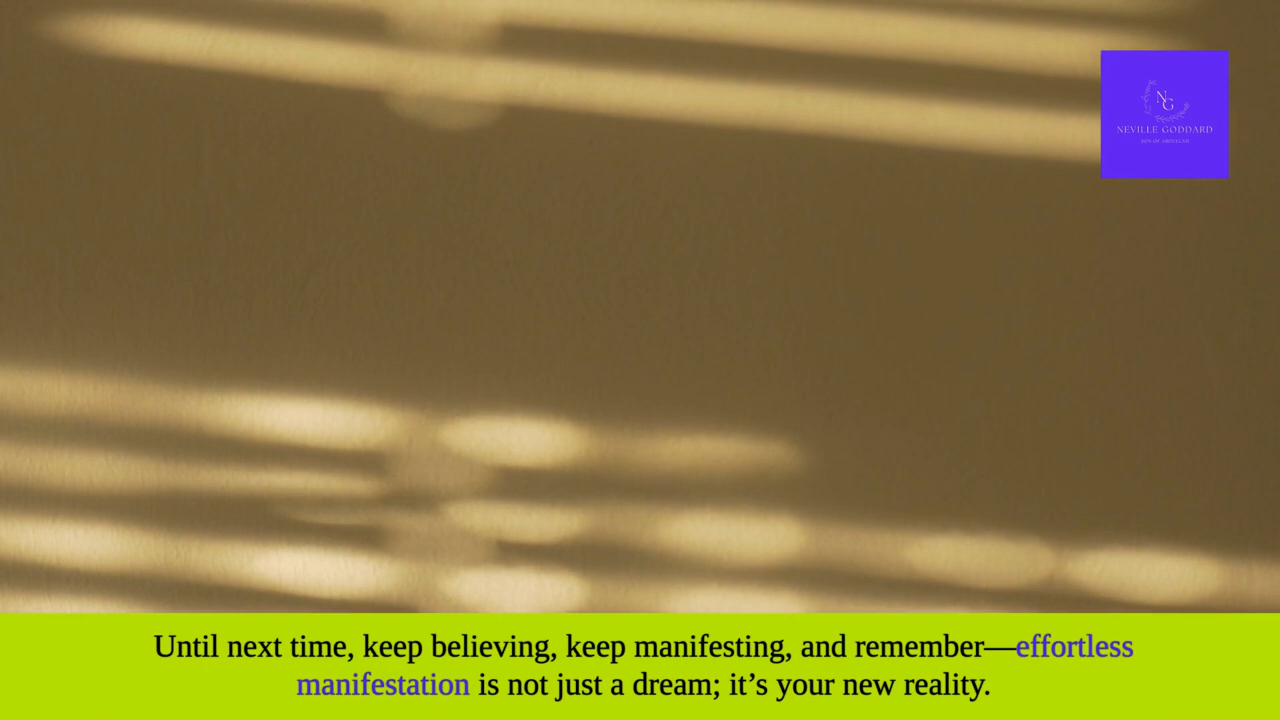 NG
NEVILLE GODDARD
Until next time, keep believing, keep manifesting, and remember—effortless
manifestation is not just a dream; it’s your new reality.